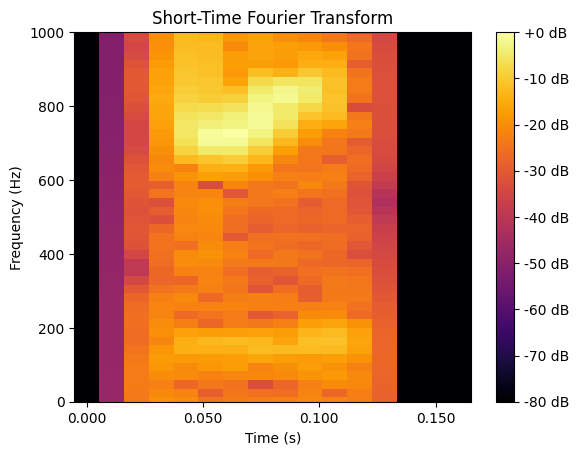 Short-Time Fourier Transform
Frequency (Hz)
1000
800
600
400
200
0
0.000
0.050
0.100
0.150
Time (s)
+0 dB
-10 dB
-20 dB
-30 dB
-40 dB
-50 dB
-60 dB
-70 dB
-80 dB